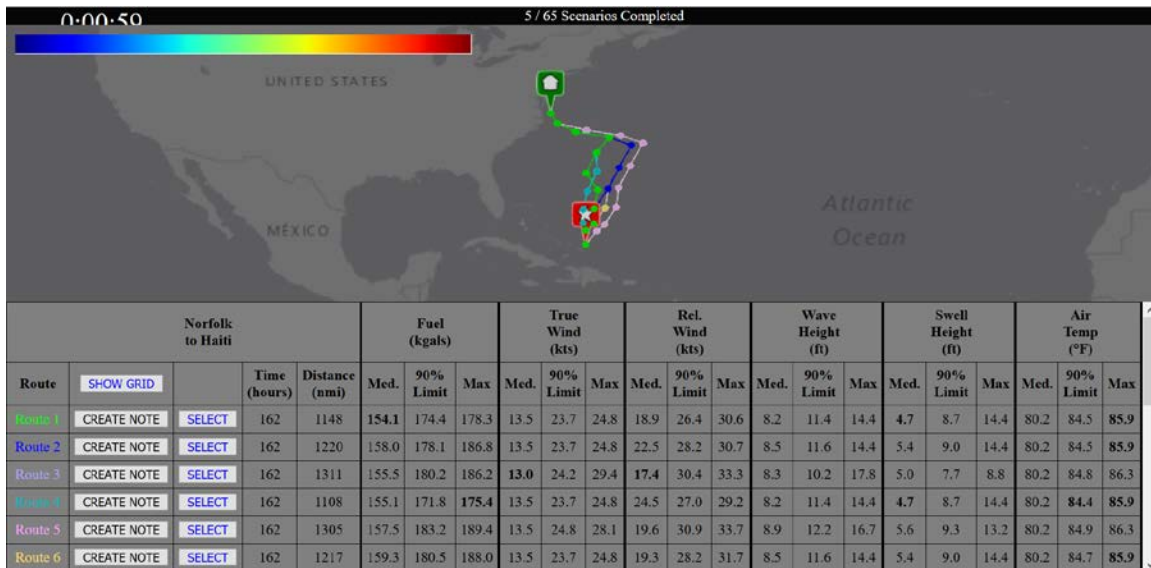 0:00:59
5 / 65 Scenarios Completed
UNITED STATES
MÉXICO
Atlantic
Ocean
Norfolk to Haiti Fuel (kgals) True Wind (kts) Rel. Wind (kts) Wave Height (ft) Swell Height (ft) Air Temp (°F)
Route SHOW GRID Time (hours) Distance (nmi) Med. 90% Limit Max Med. 90% Limit Max Med. 90% Limit Max Med. 90% Limit Max Med. 90% Limit Max Med. 90% Limit Max
Route 1 CREATE NOTE SELECT 162 1148 154.1 174.4 178.3 13.5 23.7 24.8 18.9 26.4 30.6 8.2 11.4 14.4 4.7 8.7 14.4 80.2 84.5 85.9
Route 2 CREATE NOTE SELECT 162 1220 158.0 178.1 186.8 13.5 23.7 24.8 22.5 28.2 30.7 8.5 11.6 14.4 5.4 9.0 14.4 80.2 84.5 85.9
Route 3 CREATE NOTE SELECT 162 1311 155.5 180.2 186.2 13.0 24.2 29.4 17.4 30.4 33.3 8.3 10.2 17.8 5.0 7.7 8.8 80.2 84.8 86.3
Route 4 CREATE NOTE SELECT 162 1108 155.1 171.8 175.4 13.5 23.7 24.8 24.5 27.0 29.2 8.2 11.4 14.4 4.7 8.7 14.4 80.2 84.4 85.9
Route 5 CREATE NOTE SELECT 162 1305 157.5 183.2 189.4 13.5 24.8 28.1 19.6 30.9 33.7 8.9 12.2 16.7 5.6 9.3 13.2 80.2 84.9 86.3
Route 6 CREATE NOTE SELECT 162 1217 159.3 180.5 188.0 13.5 23.7 24.8 19.3 28.2 31.7 8.5 11.6 14.4 5.4 9.0 14.4 80.2 84.7 85.9